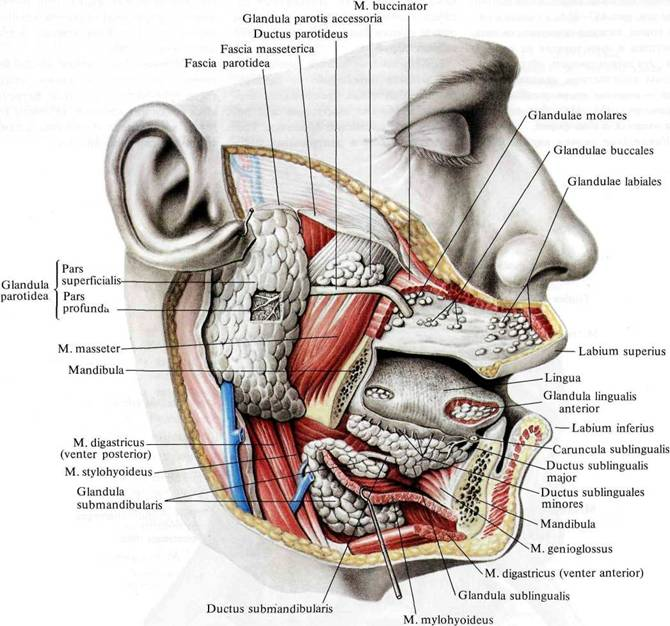 M. buccinator
Glandula parotis accessoria
Ductus parotideus
Fascia masseterica
Fascia parotidea
Glandulae molares
Glandulae buccales
Glandulae labiales
Glandula
parotidea
Pars
superficialis
Pars
profunda
M. masseter
Mandibula
Labium superius
Lingua
Glandula lingualis
anterior
Labium inferius
Caruncula sublingualis
Ductus sublingualis
major
Ductus sublinguales
minores
Mandibula
M. genioglossus
M. digastricus (venter anterior)
Glandula sublingualis
M. mylohyoideus
M. digastricus
(venter posterior)
M. stylohyoideus
Glandula
submandibularis
Ductus submandibularis